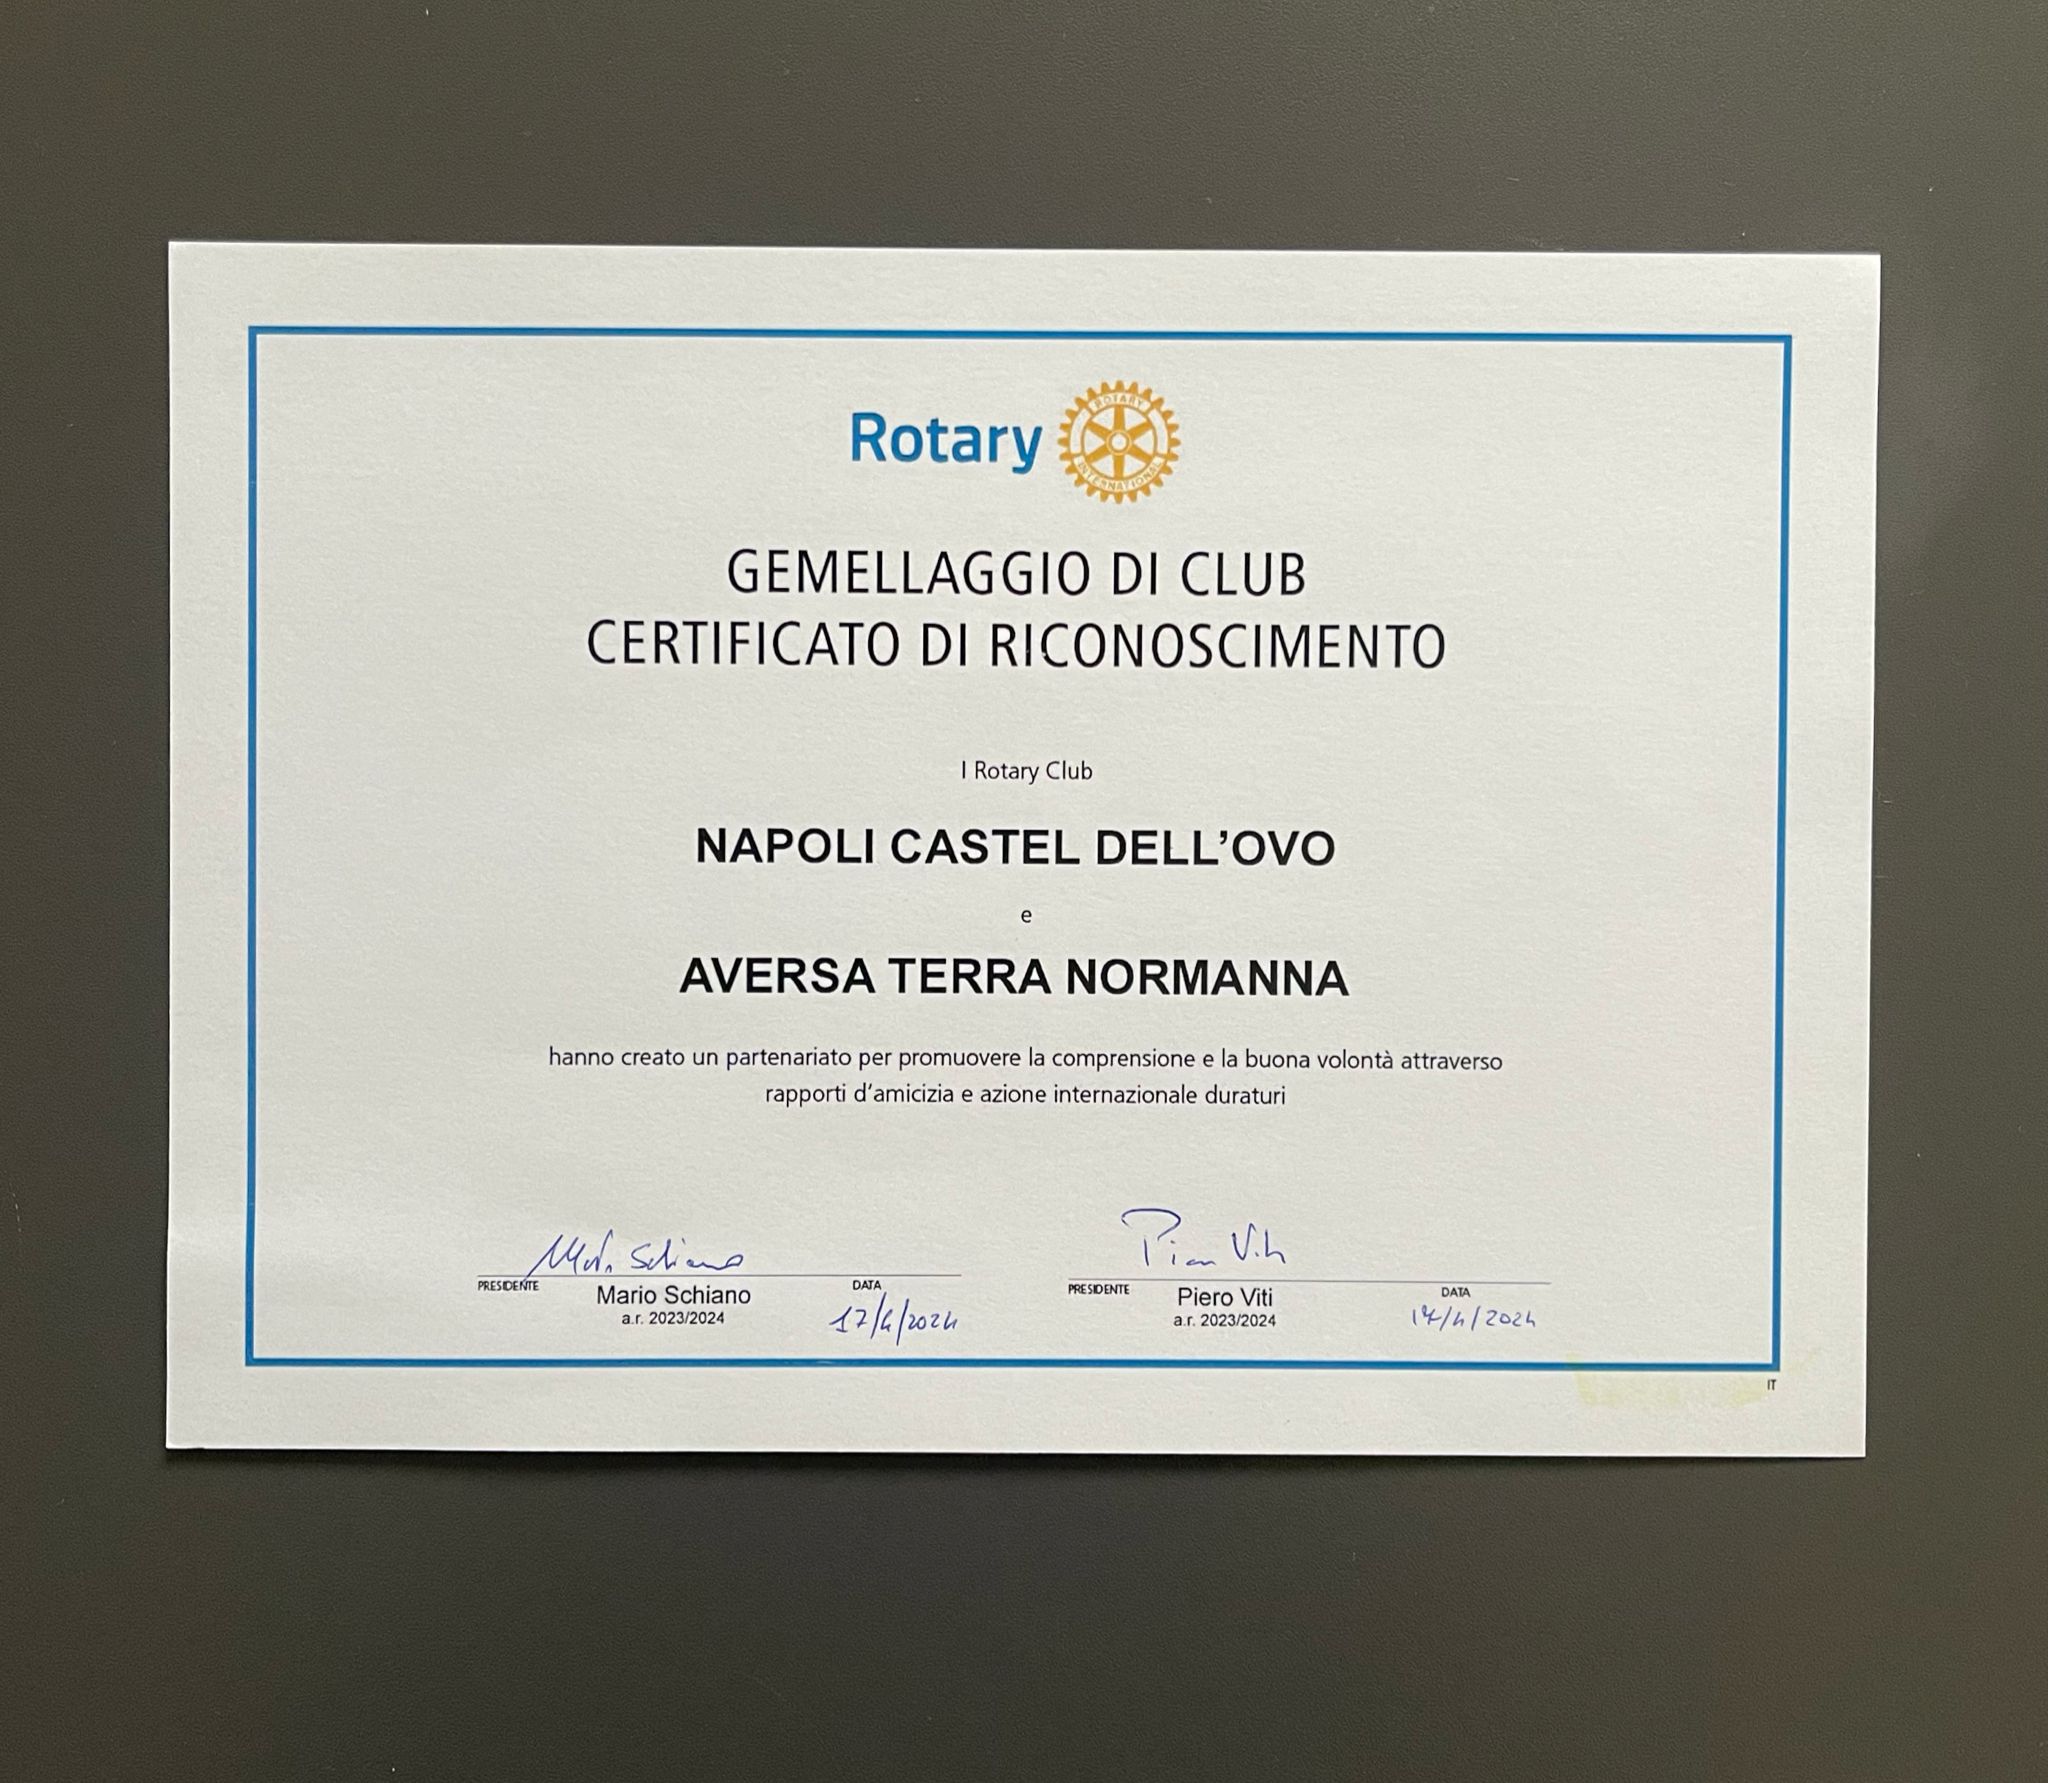 Rotary
ROTARY
INTERNATIONAL
GEMELLAGGIO DI CLUB
CERTIFICATO DI RICONOSCIMENTO
I Rotary Club
NAPOLI CASTEL DELL’OVO
e
AVERSA TERRA NORMANNA
hanno creato un partenariato per promuovere la comprensione e la buona volontà attraverso
rapporti d’amicizia e azione internazionale duraturi
PRESIDENTE
Mario Schiano
a.r. 2023/2024
DATA
17/4/2024
PRESIDENTE
Piero Viti
a.r. 2023/2024
DATA
17/4/2024
IT